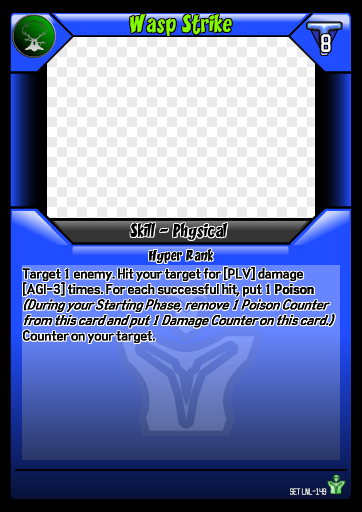 Wasp Strike
8
Skill - Physical
Hyper Rank
Target 1 enemy. Hit your target for [PLV] damage
[AGI-3] times. For each successful hit, put 1 Poison
(During your Starting Phase, remove 1 Poison Counter
from this card and put 1 Damage Counter on this card.)
Counter on your target.
SET LNL-149